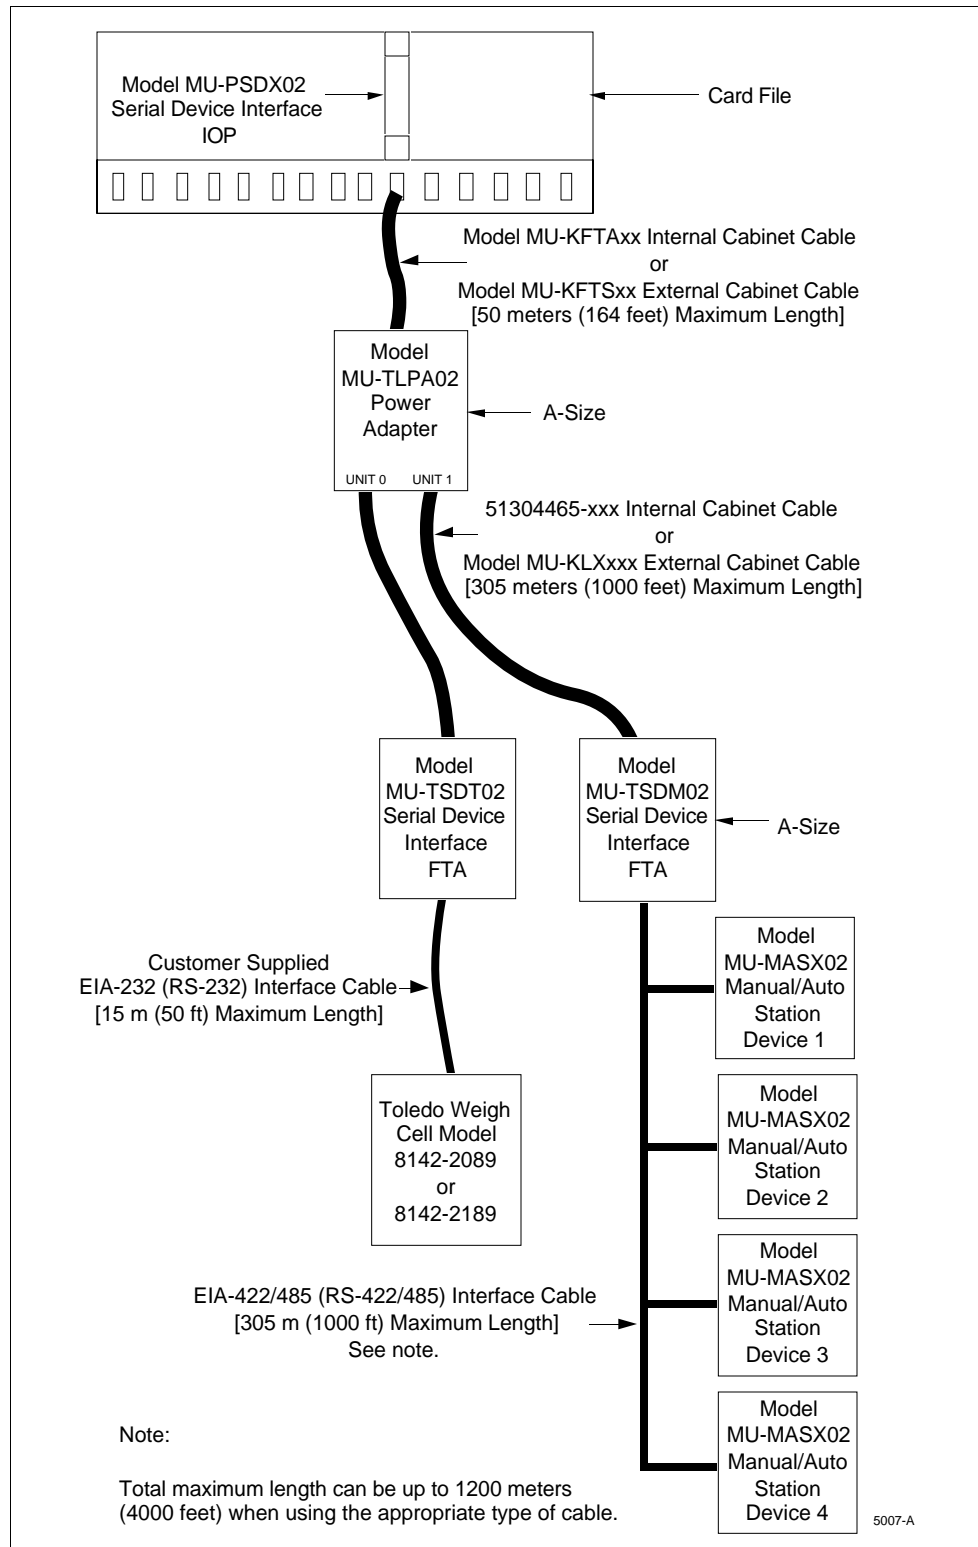 Model MU-PSDX02
Serial Device Interface
IOP
Card File
Model MU-KFTAxx Internal Cabinet Cable
or
Model MU-KFTSxx External Cabinet Cable
[50 meters (164 feet) Maximum Length]
Model
MU-TLPA02
Power
Adapter
A-Size
UNIT 0
UNIT 1
51304465-xxx Internal Cabinet Cable
or
Model MU-KLXxxx External Cabinet Cable
[305 meters (1000 feet) Maximum Length]
Model
MU-TSDT02
Serial Device
Interface
FTA
Model
MU-TSDM02
Serial Device
Interface
FTA
A-Size
Customer Supplied
EIA-232 (RS-232) Interface Cable
[15 m (50 ft) Maximum Length]
Model
MU-MASX02
Manual/Auto
Station
Device 1
Toledo Weigh
Cell Model
8142-2089
or
8142-2189
Model
MU-MASX02
Manual/Auto
Station
Device 2
EIA-422/485 (RS-422/485) Interface Cable
[305 m (1000 ft) Maximum Length]
See note.
Model
MU-MASX02
Manual/Auto
Station
Device 3
Model
MU-MASX02
Manual/Auto
Station
Device 4
Note:
Total maximum length can be up to 1200 meters
(4000 feet) when using the appropriate type of cable.
5007-A